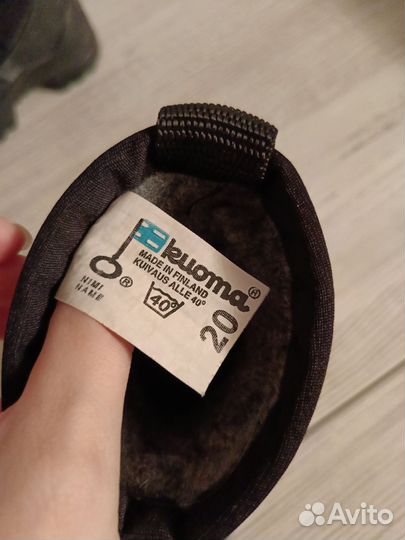 kuoma®
MADE IN FINLAND
KUIVAUS ALLE 40°
®
40°
20
NIMI
NAME
Avito